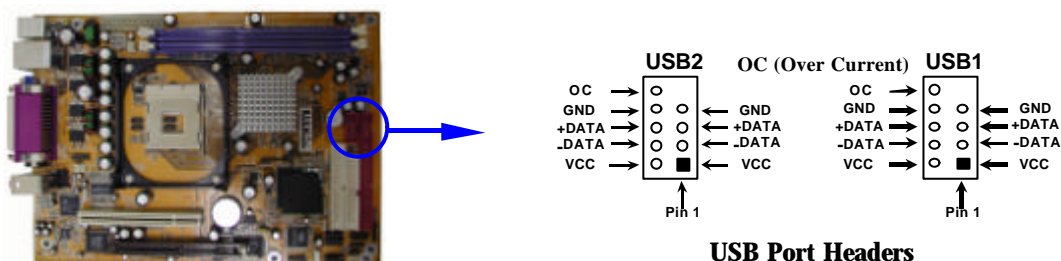 USB2 OC (Over Current) USB1
OC
GND GND
+DATA +DATA
-DATA -DATA
VCC VCC
Pin 1
OC
GND GND
+DATA +DATA
-DATA -DATA
VCC VCC
Pin 1
USB Port Headers